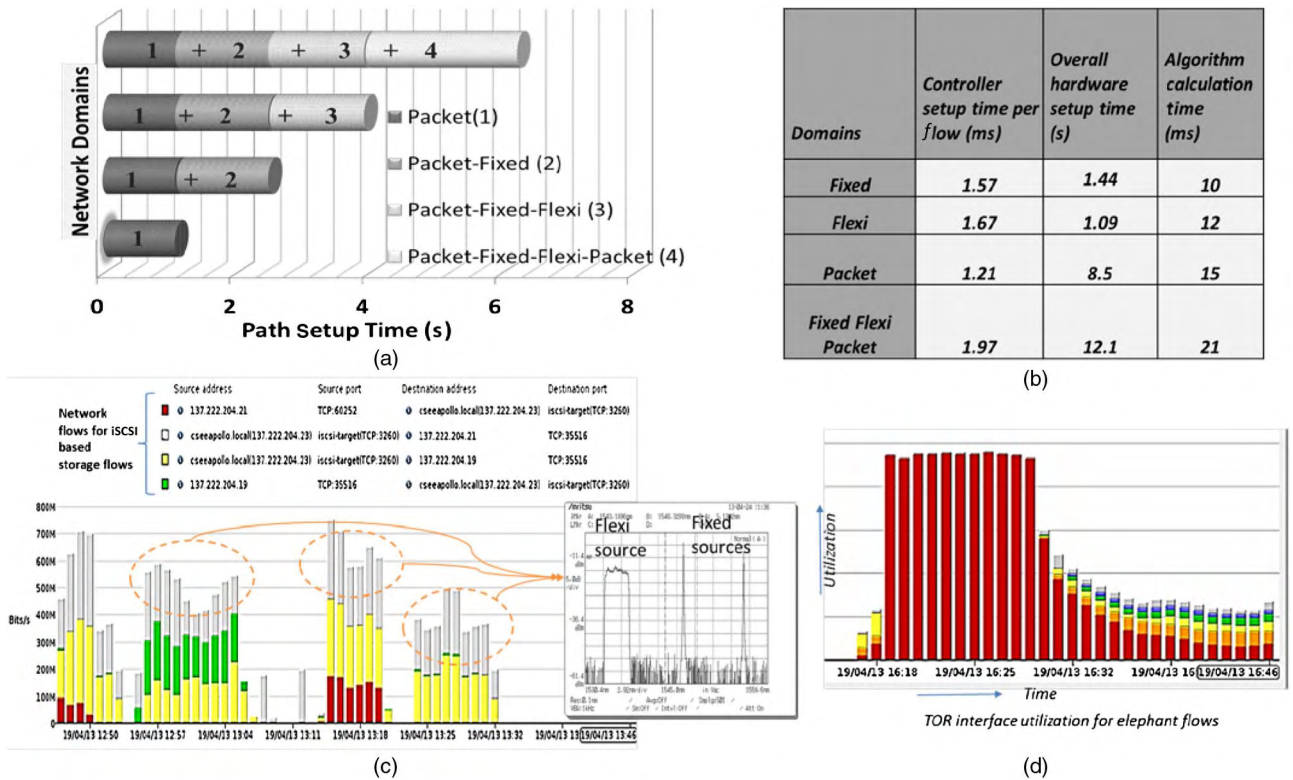 1 + 2 + 3 + 4
1 + 2 + 3
1 + 2
1
Network Domains
Packet(1)
Packet-Fixed (2)
Packet-Fixed-Flexi (3)
Packet-Fixed-Flexi-Packet (4)
0 2 4 6 8
Path Setup Time (s)
(a)
Domains
Controller setup time per flow (ms)
Overall hardware setup time (s)
Algorithm calculation time (ms)
Fixed 1.57 1.44 10
Flexi 1.67 1.09 12
Packet 1.21 8.5 15
Fixed Flexi Packet 1.97 12.1 21
(b)
Network flows for iSCSI based storage flows
Source address Source port Destination address Destination port
137.222.204.21 TCP:60252 cseeapollo.local(137.222.204.23) iscsi-target(TCP:3260)
cseeapollo.local(137.222.204.23) iscsi-target(TCP:3260) 137.222.204.21 TCP:35516
cseeapollo.local(137.222.204.23) iscsi-target(TCP:3260) 137.222.204.19 TCP:35516
137.222.204.19 TCP:35516 cseeapollo.local(137.222.204.23) iscsi-target(TCP:3260)
800M
700M
600M
500M
400M
300M
200M
100M
0
Bits/s
19/04/13 12:50 19/04/13 12:57 19/04/13 13:04 19/04/13 13:11 19/04/13 13:18 19/04/13 13:25 19/04/13 13:32 19/04/13 13:46
Flexi source
Fixed sources
(c)
Utilization
19/04/13 16:18 19/04/13 16:25 19/04/13 16:32 19/04/13 16:46
Time
TOR interface utilization for elephant flows
(d)